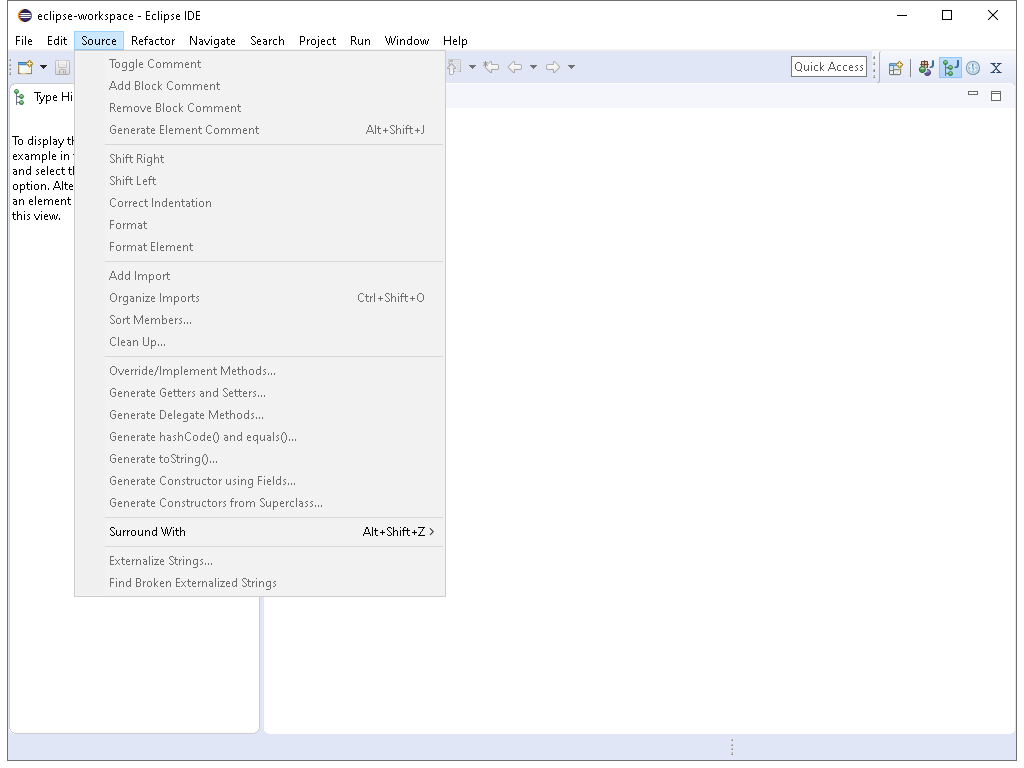 eclipse-workspace - Eclipse IDE
File Edit Source Refactor Navigate Search Project Run Window Help
Quick Access
Type Hi
To display th
example in
and select th
option. Alte
an element
this view.
Toggle Comment
Add Block Comment
Remove Block Comment
Generate Element Comment Alt+Shift+J
Shift Right
Shift Left
Correct Indentation
Format
Format Element
Add Import
Organize Imports Ctrl+Shift+O
Sort Members...
Clean Up...
Override/Implement Methods...
Generate Getters and Setters...
Generate Delegate Methods...
Generate hashCode() and equals()...
Generate toString()...
Generate Constructor using Fields...
Generate Constructors from Superclass...
Surround With Alt+Shift+Z >
Externalize Strings...
Find Broken Externalized Strings